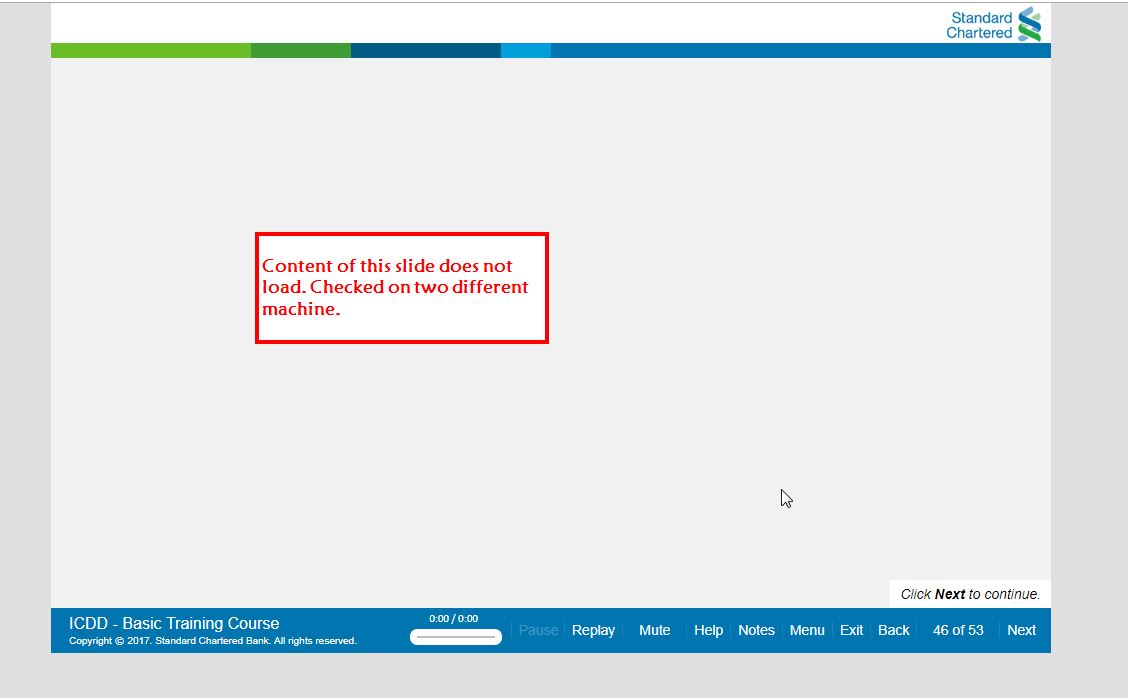 Standard
Chartered
Content of this slide does not
load. Checked on two different
machine.
Click Next to continue.
ICDD - Basic Training Course
Copyright © 2017. Standard Chartered Bank. All rights reserved.
0:00 / 0:00
Pause Replay Mute Help Notes Menu Exit Back 46 of 53 Next